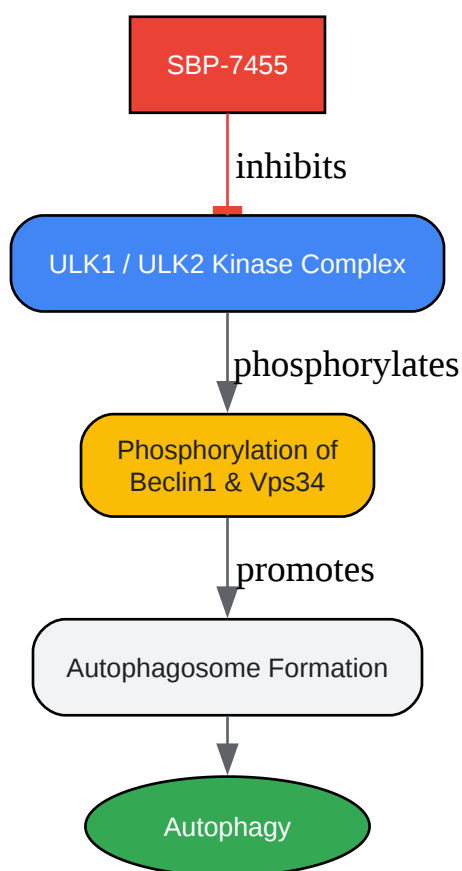 SBP-7455
inhibits
ULK1 / ULK2 Kinase Complex
phosphorylates
Phosphorylation of
Beclin1 & Vps34
promotes
Autophagosome Formation
Autophagy